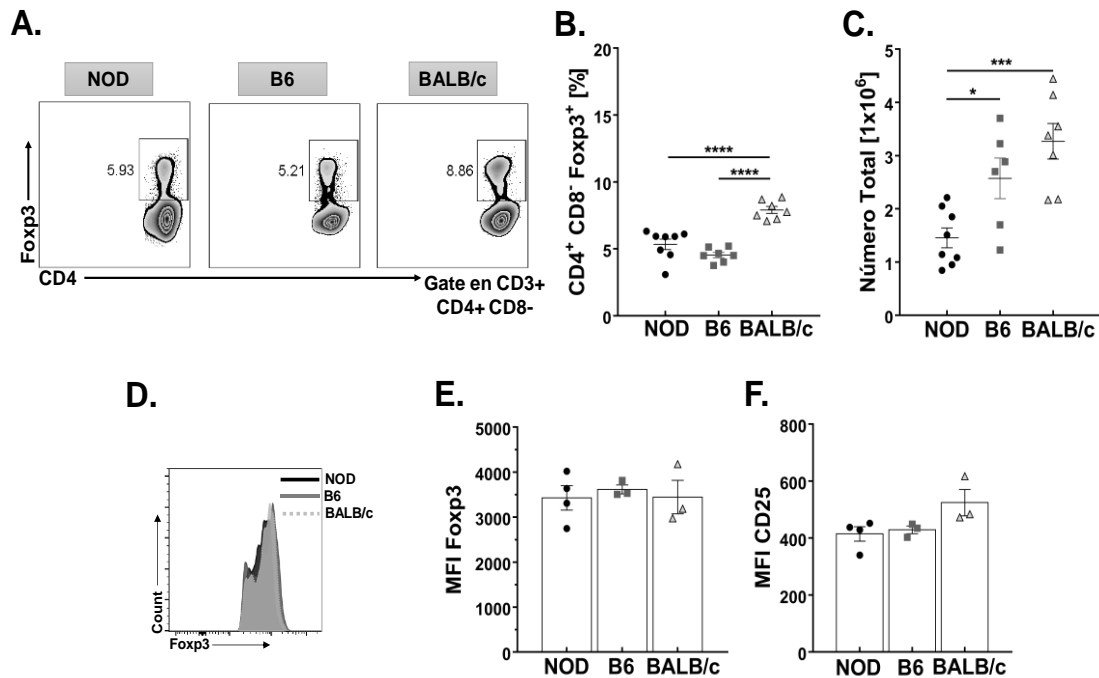 A.
NOD
B6
BALB/c
5.93
5.21
8.86
Foxp3
CD4
Gate en CD3+
CD4+ CD8-
B.
CD4⁺ CD8⁻ Foxp3⁺ [%]
20
15
10
5
0
****
****
NOD
B6
BALB/c
C.
Número Total [1x10⁶]
5
4
3
2
1
0
***
*
NOD
B6
BALB/c
D.
NOD
B6
BALB/c
Count
Foxp3
E.
MFI Foxp3
5000
4000
3000
2000
1000
0
NOD
B6
BALB/c
F.
MFI CD25
800
600
400
200
0
NOD
B6
BALB/c